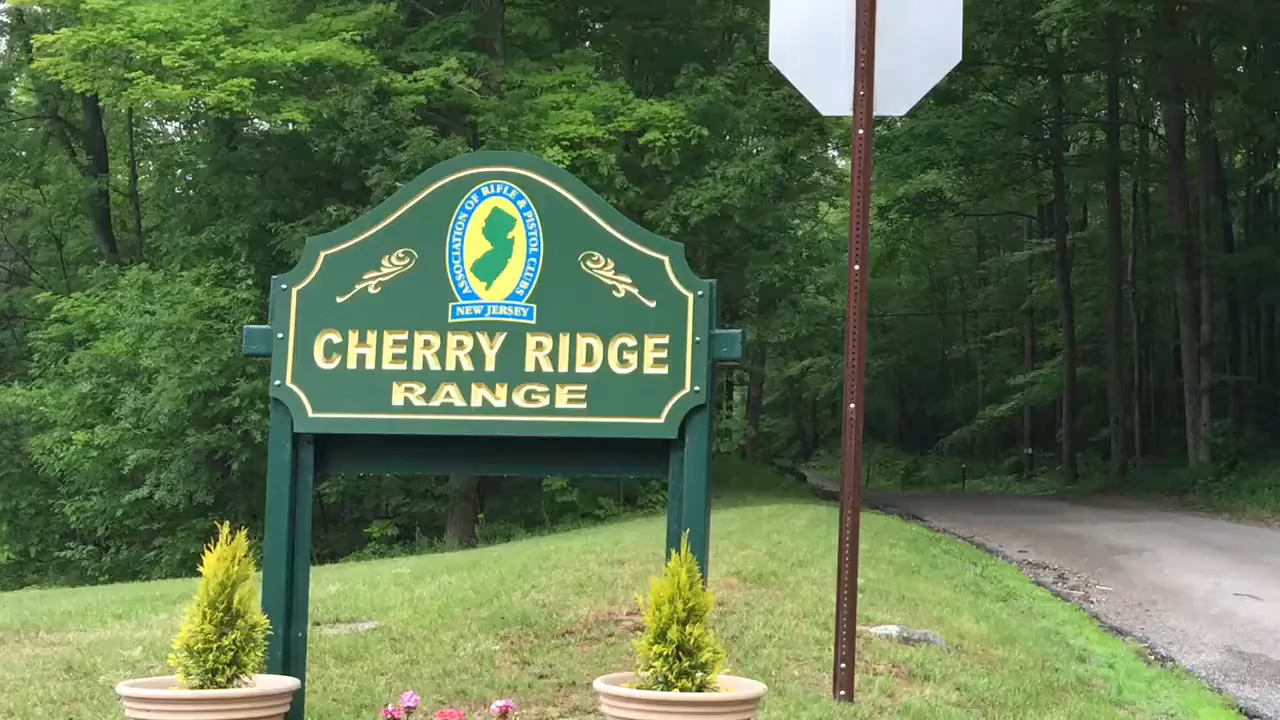 ASSOCIATION OF RIFLE & PISTOL CLUBS
NEW JERSEY
CHERRY RIDGE
RANGE